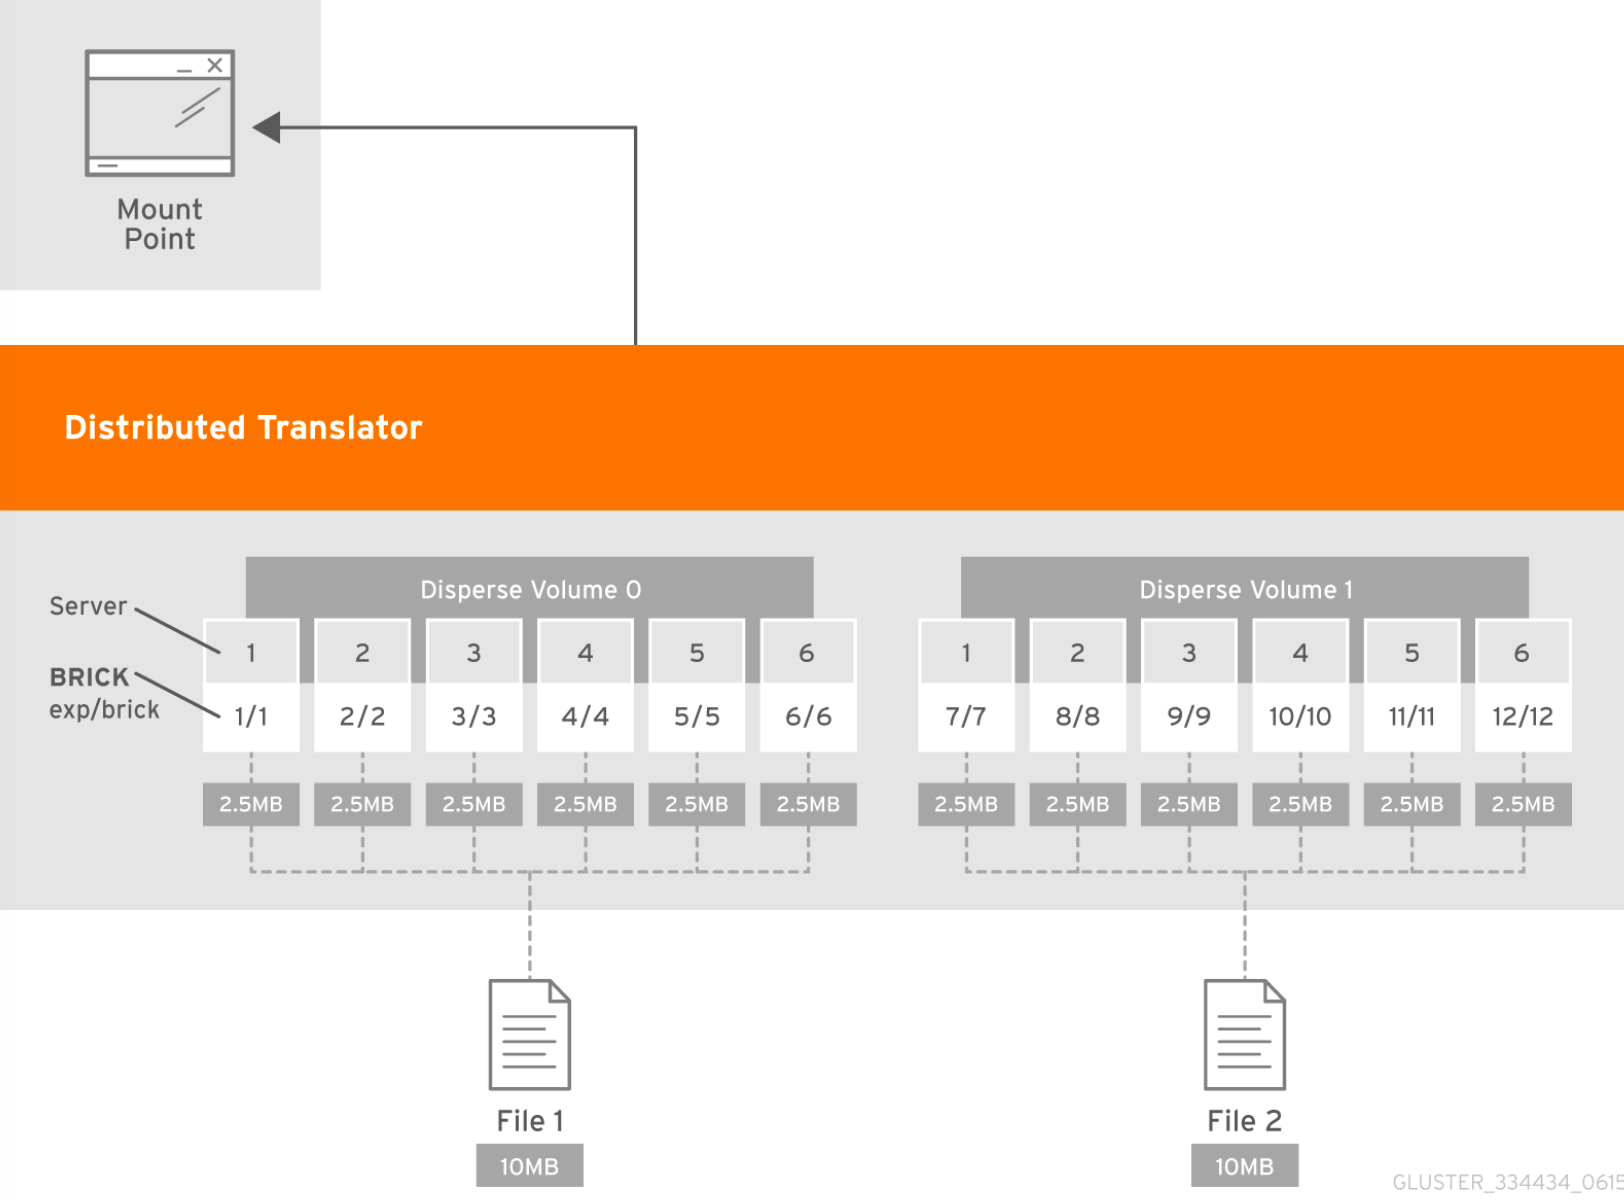 Mount
Point
Distributed Translator
Disperse Volume 0
Disperse Volume 1
Server
1 2 3 4 5 6 1 2 3 4 5 6
BRICK
exp/brick
1/1 2/2 3/3 4/4 5/5 6/6 7/7 8/8 9/9 10/10 11/11 12/12
2.5MB 2.5MB 2.5MB 2.5MB 2.5MB 2.5MB 2.5MB 2.5MB 2.5MB 2.5MB 2.5MB 2.5MB
File 1
10MB
File 2
10MB
GLUSTER_334434_0615